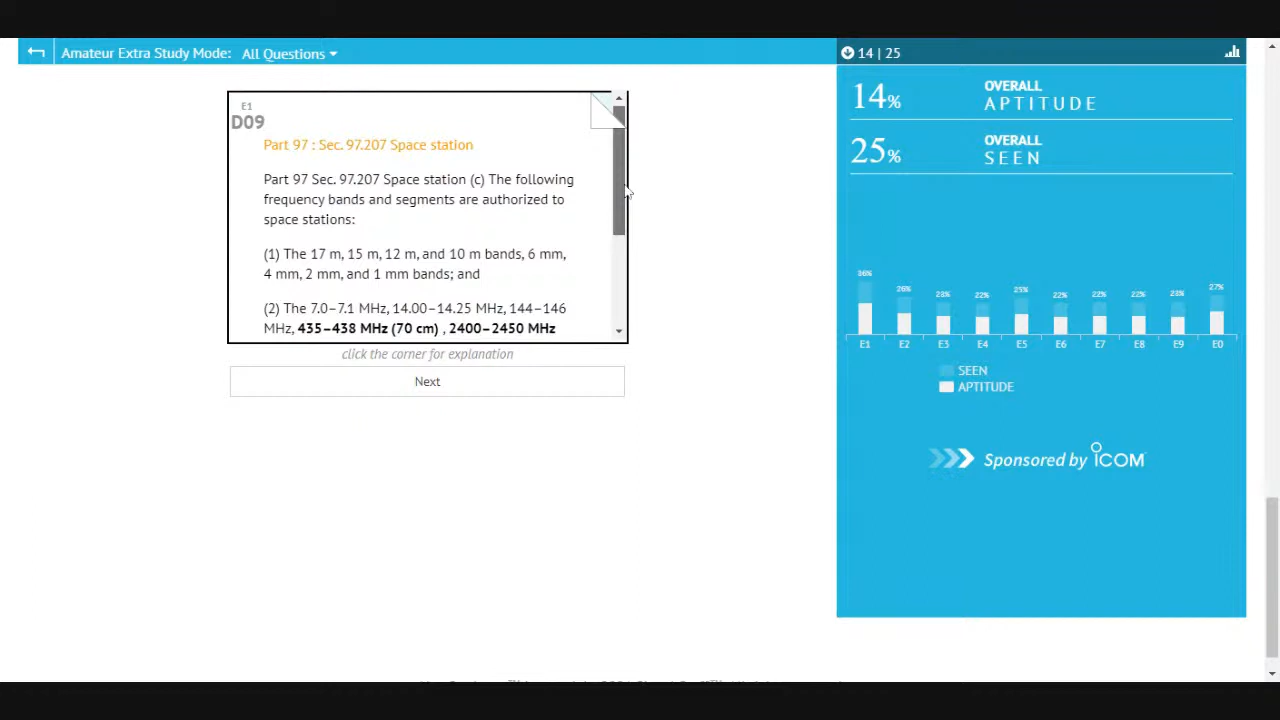 Amateur Extra Study Mode: All Questions
14 | 25
E1
D09
Part 97 : Sec. 97.207 Space station
Part 97 Sec. 97.207 Space station (c) The following
frequency bands and segments are authorized to
space stations:
(1) The 17 m, 15 m, 12 m, and 10 m bands, 6 mm,
4 mm, 2 mm, and 1 mm bands; and
(2) The 7.0–7.1 MHz, 14.00–14.25 MHz, 144–146
MHz, 435–438 MHz (70 cm) , 2400–2450 MHz
click the corner for explanation
Next
14% OVERALL
APTITUDE
25% OVERALL
SEEN
36% 26% 23% 22% 25% 22% 22% 22% 23% 27%
E1 E2 E3 E4 E5 E6 E7 E8 E9 E0
SEEN
APTITUDE
Sponsored by ICOM